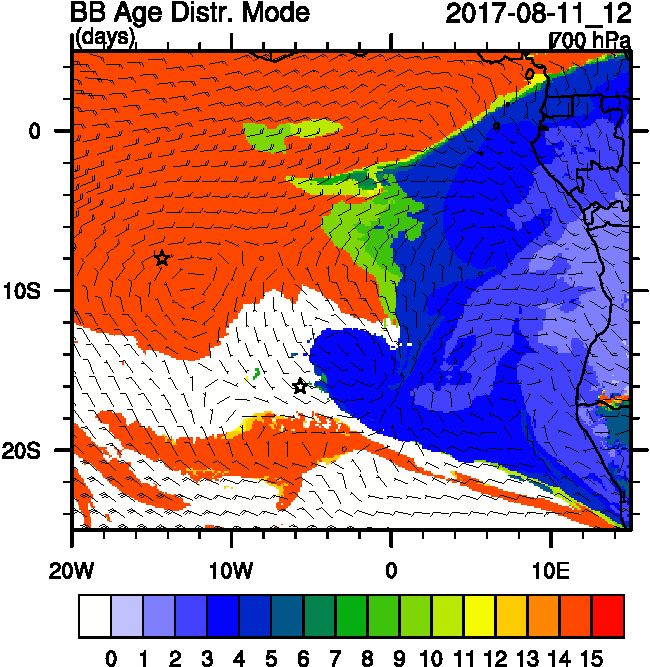 BB Age Distr. Mode 2017-08-11_12
(days) 700 hPa
0
10S
20S
20W 10W 0 10E
0 1 2 3 4 5 6 7 8 9 10 11 12 13 14 15